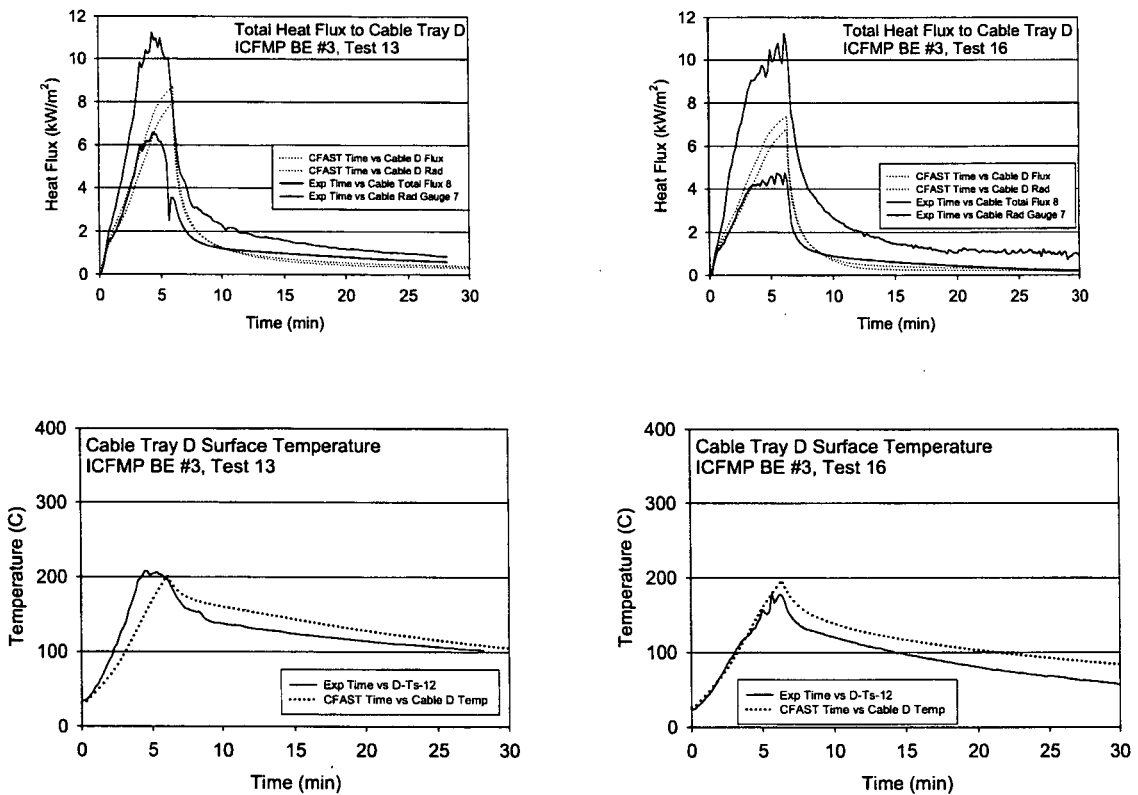 Total Heat Flux to Cable Tray D
ICFMP BE #3, Test 13
Heat Flux (kW/m²)
12
10
8
6
4
2
0
CFAST Time vs Cable D Flux
CFAST Time vs Cable D Rad
Exp Time vs Cable Total Flux 8
Exp Time vs Cable Rad Gauge 7
0 5 10 15 20 25 30
Time (min)
Total Heat Flux to Cable Tray D
ICFMP BE #3, Test 16
Heat Flux (kW/m²)
12
10
8
6
4
2
0
CFAST Time vs Cable D Flux
CFAST Time vs Cable D Rad
Exp Time vs Cable Total Flux 8
Exp Time vs Cable Rad Gauge 7
0 5 10 15 20 25 30
Time (min)
Cable Tray D Surface Temperature
ICFMP BE #3, Test 13
Temperature (C)
400
300
200
100
0
Exp Time vs D-Ts-12
CFAST Time vs Cable D Temp
0 5 10 15 20 25 30
Time (min)
Cable Tray D Surface Temperature
ICFMP BE #3, Test 16
Temperature (C)
400
300
200
100
0
Exp Time vs D-Ts-12
CFAST Time vs Cable D Temp
0 5 10 15 20 25 30
Time (min)